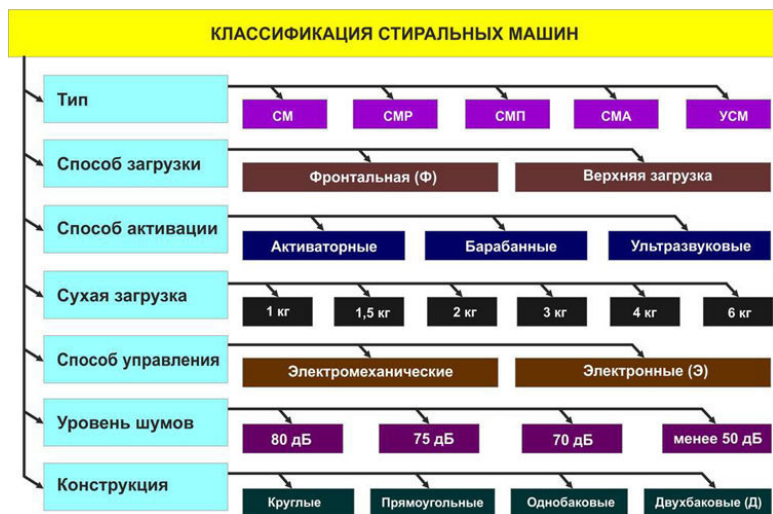 КЛАССИФИКАЦИЯ СТИРАЛЬНЫХ МАШИН
Тип
СМ СМР СМП СМА УСМ
Способ загрузки
Фронтальная (Ф) Верхняя загрузка
Способ активации
Активаторные Барабанные Ультразвуковые
Сухая загрузка
1 кг 1,5 кг 2 кг 3 кг 4 кг 6 кг
Способ управления
Электромеханические Электронные (Э)
Уровень шумов
80 дБ 75 дБ 70 дБ менее 50 дБ
Конструкция
Круглые Прямоугольные Однобаковые Двухбаковые (Д)